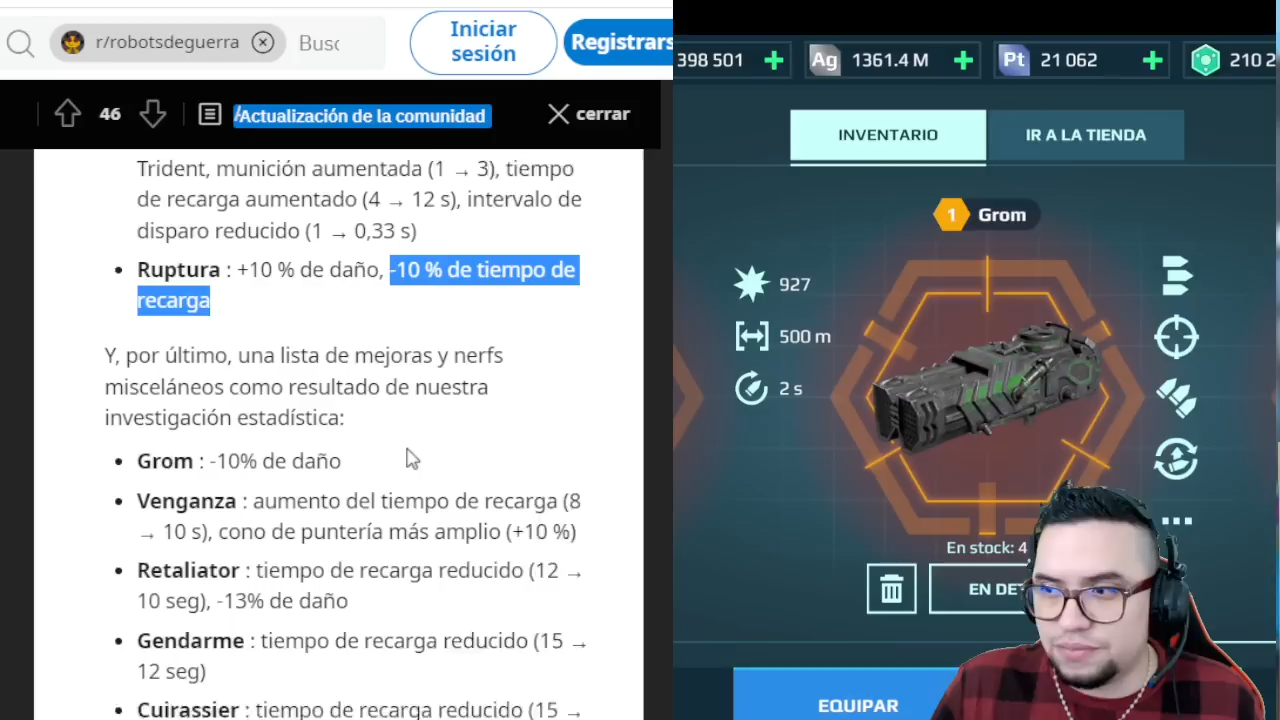 r/robotsdeguerra
Busc
Iniciar
sesión
Registrars
46
/Actualización de la comunidad
cerrar
Trident, munición aumentada (1 → 3), tiempo
de recarga aumentado (4 → 12 s), intervalo de
disparo reducido (1 → 0,33 s)
• Ruptura : +10 % de daño, -10 % de tiempo de
recarga
Y, por último, una lista de mejoras y nerfs
misceláneos como resultado de nuestra
investigación estadística:
• Grom : -10% de daño
• Venganza : aumento del tiempo de recarga (8
→ 10 s), cono de puntería más amplio (+10 %)
• Retaliator : tiempo de recarga reducido (12 →
10 seg), -13% de daño
• Gendarme : tiempo de recarga reducido (15 →
12 seg)
• Cuirassier : tiempo de recarga reducido (15 →
398 501
Ag 1361.4 M
Pt 21 062
210 2
INVENTARIO
IR A LA TIENDA
1 Grom
927
500 m
2 s
En stock: 4
EN DET
EQUIPAR